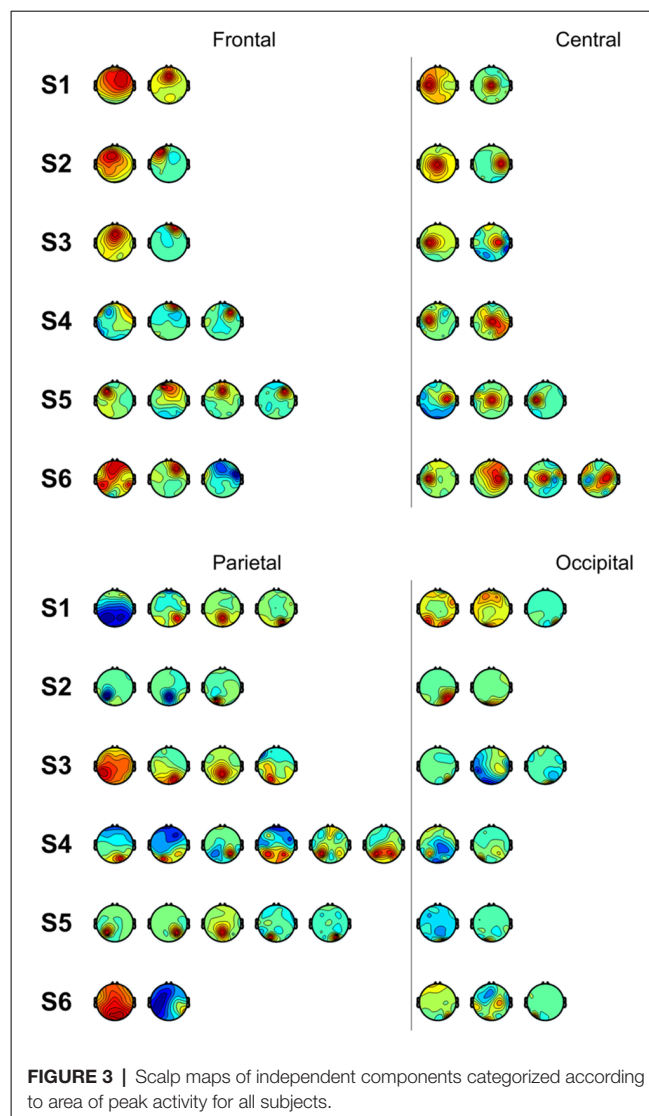 Frontal Central
S1
S2
S3
S4
S5
S6
Parietal Occipital
S1
S2
S3
S4
S5
S6
FIGURE 3 | Scalp maps of independent components categorized according
to area of peak activity for all subjects.